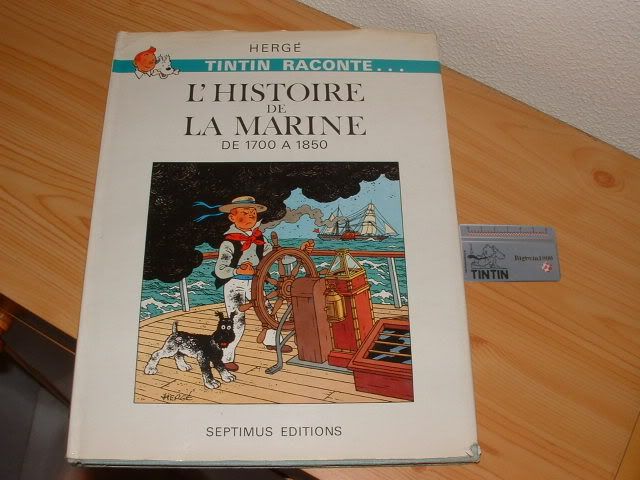 HERGÉ
TINTIN RACONTE...
L'HISTOIRE
DE
LA MARINE
DE 1700 A 1850
HERGÉ
SEPTIMUS EDITIONS
TINTIN